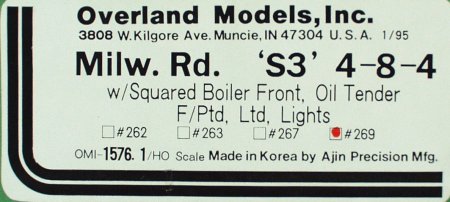 Overland Models, Inc.
3808 W. Kilgore Ave. Muncie, IN 47304 U.S.A. 1/95
Milw. Rd. 'S3' 4-8-4
w/Squared Boiler Front, Oil Tender
F/Ptd, Ltd, Lights
#262 #263 #267 #269
OMI-1576.1/HO Scale Made in Korea by Ajin Precision Mfg.